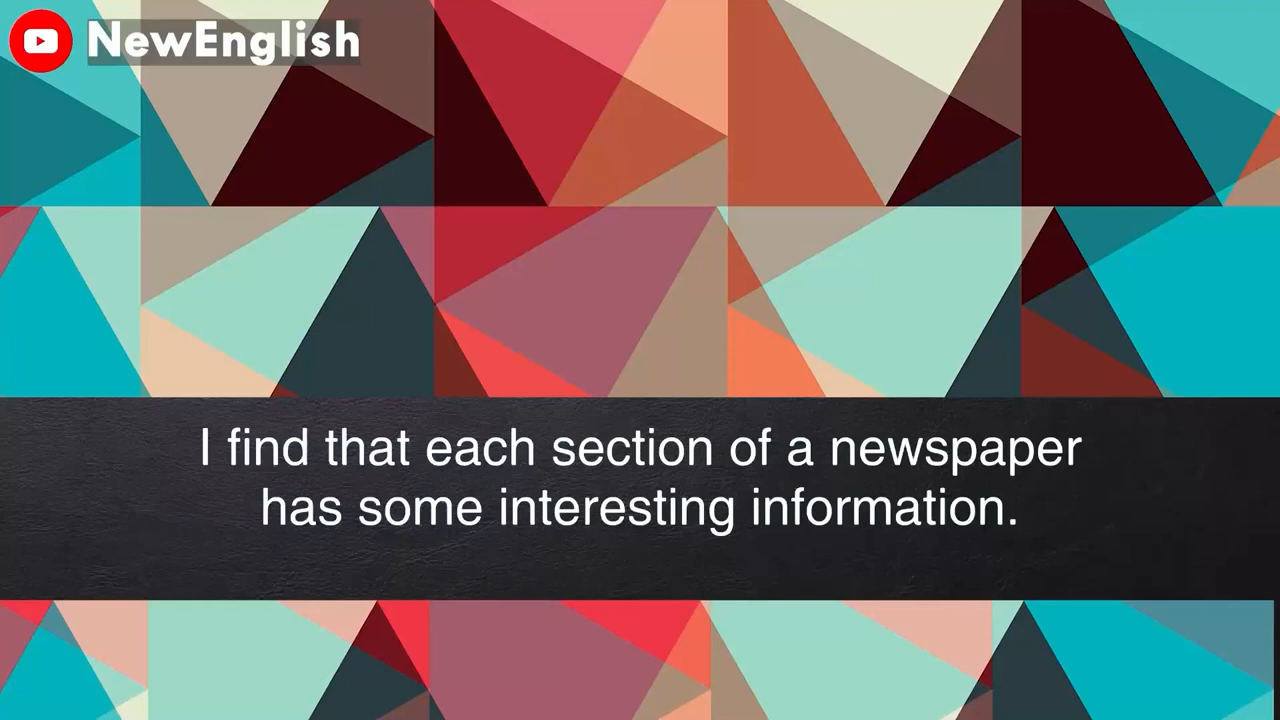 NewEnglish
I find that each section of a newspaper
has some interesting information.